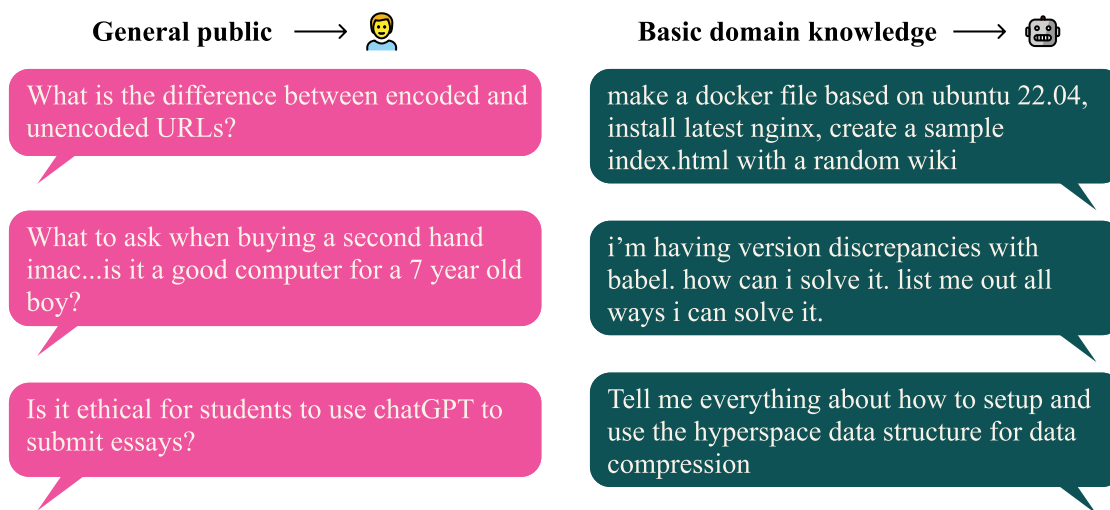 General public
What is the difference between encoded and
unencoded URLs?
What to ask when buying a second hand
imac...is it a good computer for a 7 year old
boy?
Is it ethical for students to use chatGPT to
submit essays?
Basic domain knowledge
make a docker file based on ubuntu 22.04,
install latest nginx, create a sample
index.html with a random wiki
i’m having version discrepancies with
babel. how can i solve it. list me out all
ways i can solve it.
Tell me everything about how to setup and
use the hyperspace data structure for data
compression